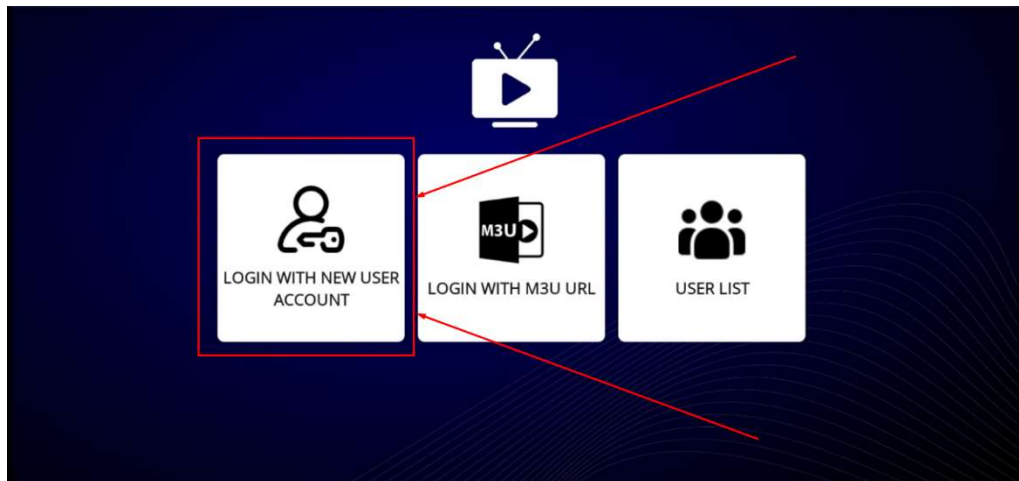 LOGIN WITH NEW USER
ACCOUNT
M3U
LOGIN WITH M3U URL
USER LIST